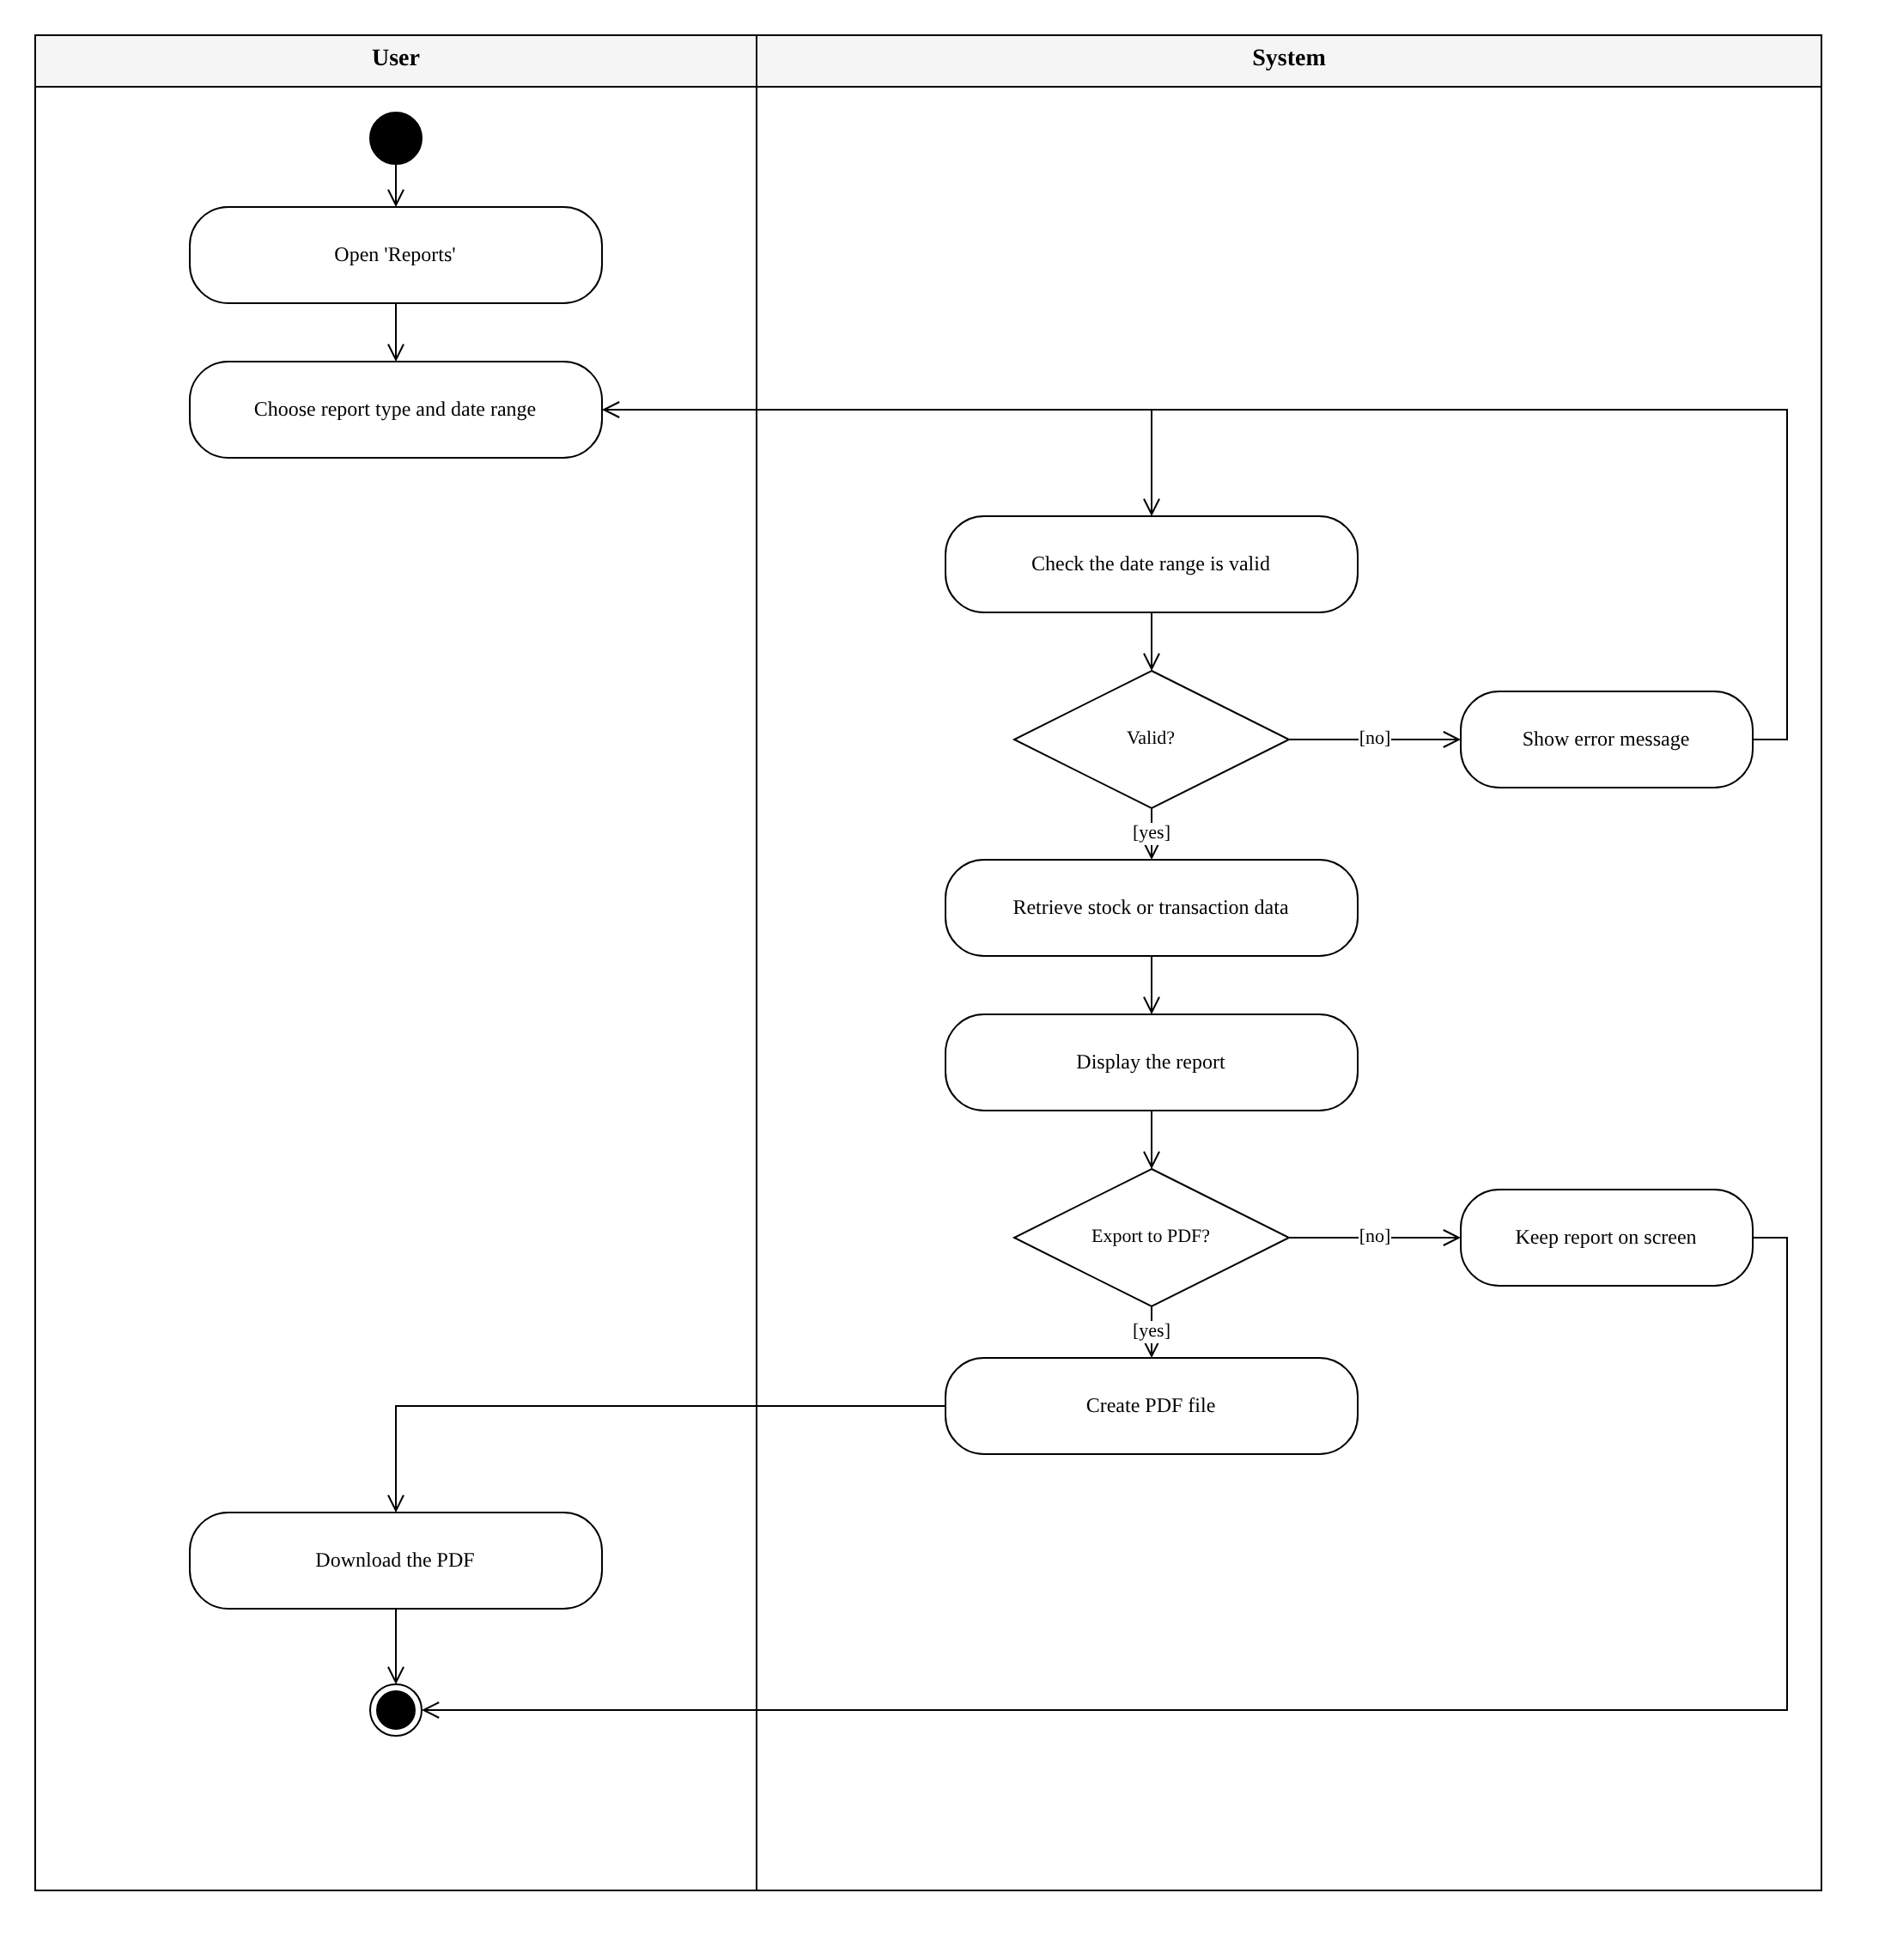 User
System
Open 'Reports'
Choose report type and date range
Check the date range is valid
Valid?
[no]
Show error message
[yes]
Retrieve stock or transaction data
Display the report
Export to PDF?
[no]
Keep report on screen
[yes]
Create PDF file
Download the PDF